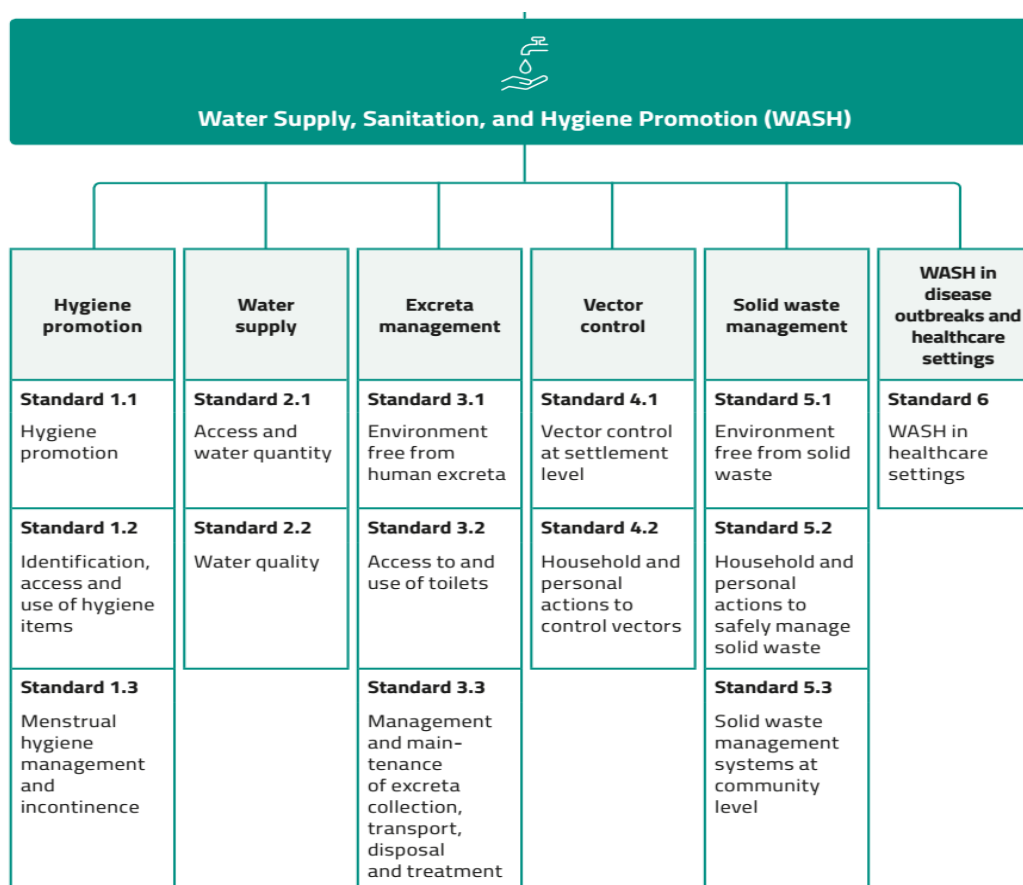 Water Supply, Sanitation, and Hygiene Promotion (WASH)
Hygiene
promotion
Standard 1.1
Hygiene
promotion
Standard 1.2
Identification,
access and
use of hygiene
items
Standard 1.3
Menstrual
hygiene
management
and
incontinence
Water
supply
Standard 2.1
Access and
water quantity
Standard 2.2
Water quality
Excreta
management
Standard 3.1
Environment
free from
human excreta
Standard 3.2
Access to and
use of toilets
Standard 3.3
Management
and main-
tenance
of excreta
collection,
transport,
disposal
and treatment
Vector
control
Standard 4.1
Vector control
at settlement
level
Standard 4.2
Household and
personal
actions to
control vectors
Solid waste
management
Standard 5.1
Environment
free from solid
waste
Standard 5.2
Household and
personal
actions to
safely manage
solid waste
Standard 5.3
Solid waste
management
systems at
community
level
WASH in
disease
outbreaks and
healthcare
settings
Standard 6
WASH in
healthcare
settings